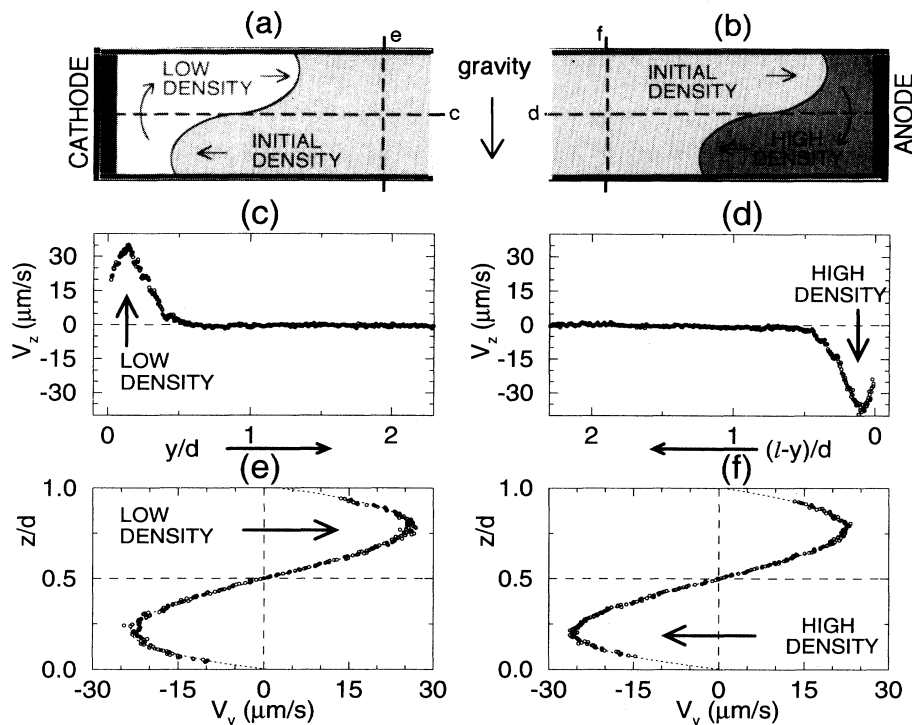 (a)
(b)
e
f
CATHODE
LOW
DENSITY
INITIAL
DENSITY
c
gravity
d
INITIAL
DENSITY
HIGH
DENSITY
ANODE
(c)
(d)
V_z (μm/s)
30
15
0
-15
-30
LOW
DENSITY
0
1
2
y/d
V_z (μm/s)
30
15
0
-15
-30
HIGH
DENSITY
2
1
0
(l-y)/d
(e)
(f)
z/d
1.0
0.5
0.0
LOW
DENSITY
-30
-15
0
15
30
V_y (μm/s)
z/d
1.0
0.5
0.0
HIGH
DENSITY
-30
-15
0
15
30
V_y (μm/s)